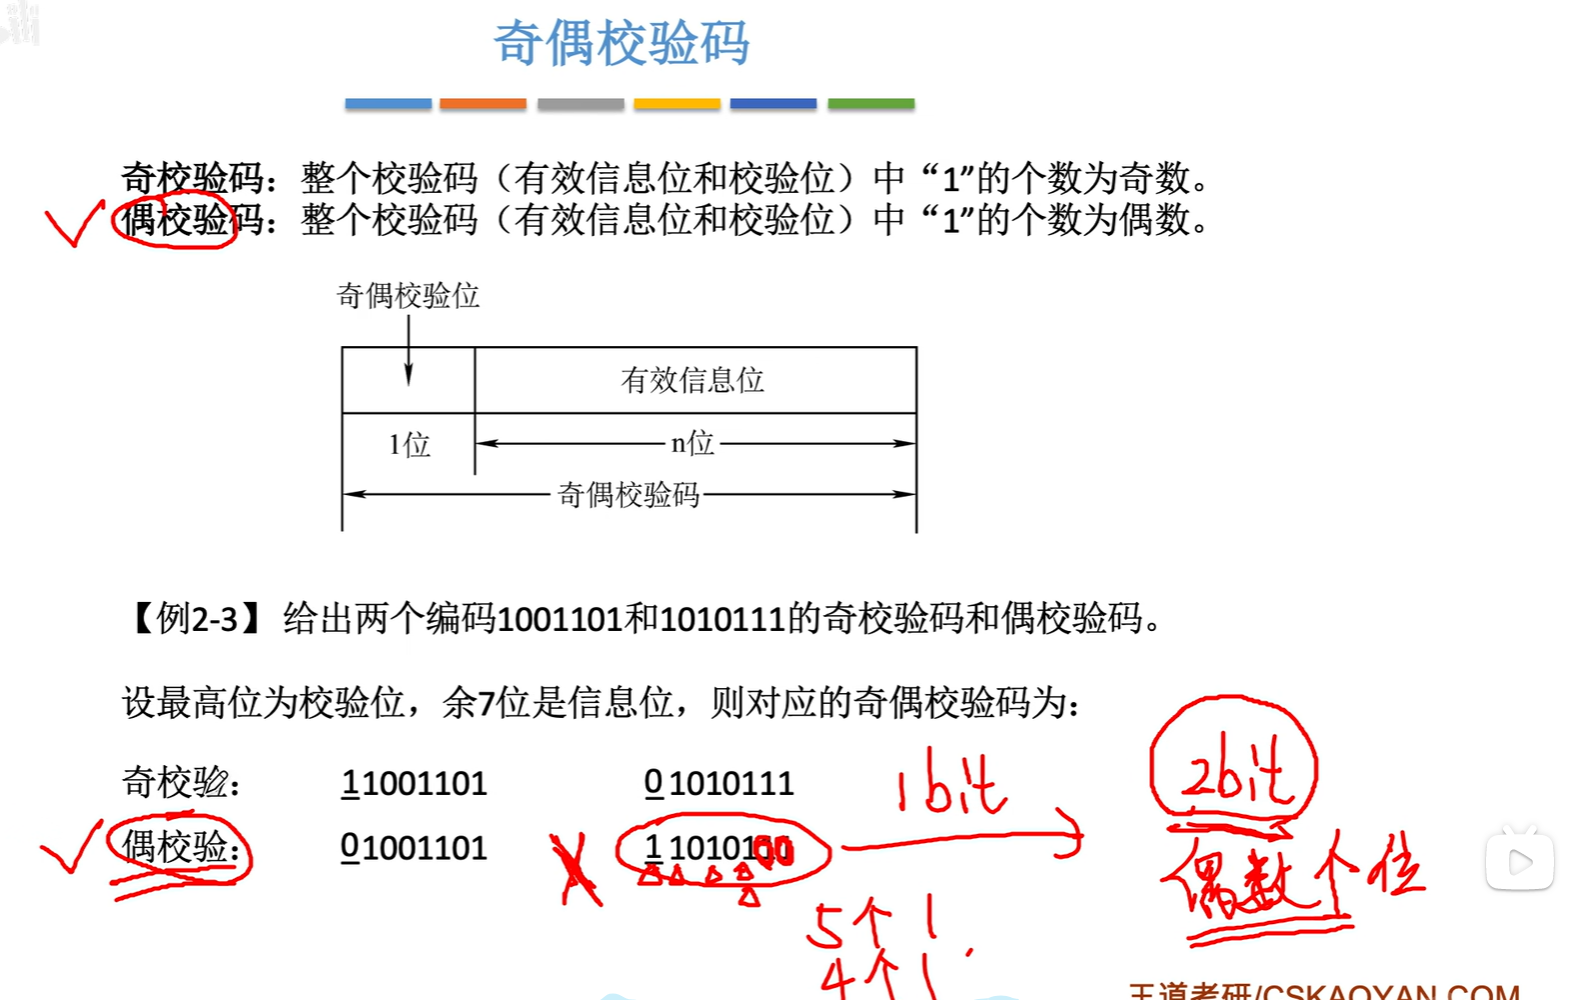 奇偶校验码
奇校验码：整个校验码（有效信息位和校验位）中“1”的个数为奇数。
偶校验码：整个校验码（有效信息位和校验位）中“1”的个数为偶数。
奇偶校验位
有效信息位
1位
n位
奇偶校验码
【例2-3】 给出两个编码1001101和1010111的奇校验码和偶校验码。
设最高位为校验位，余7位是信息位，则对应的奇偶校验码为：
奇校验： 11001101 01010111
1bit
2bit
偶校验： 01001101 110101
偶数个位
5个1
4个1
王道考研/CSKAOYAN.COM